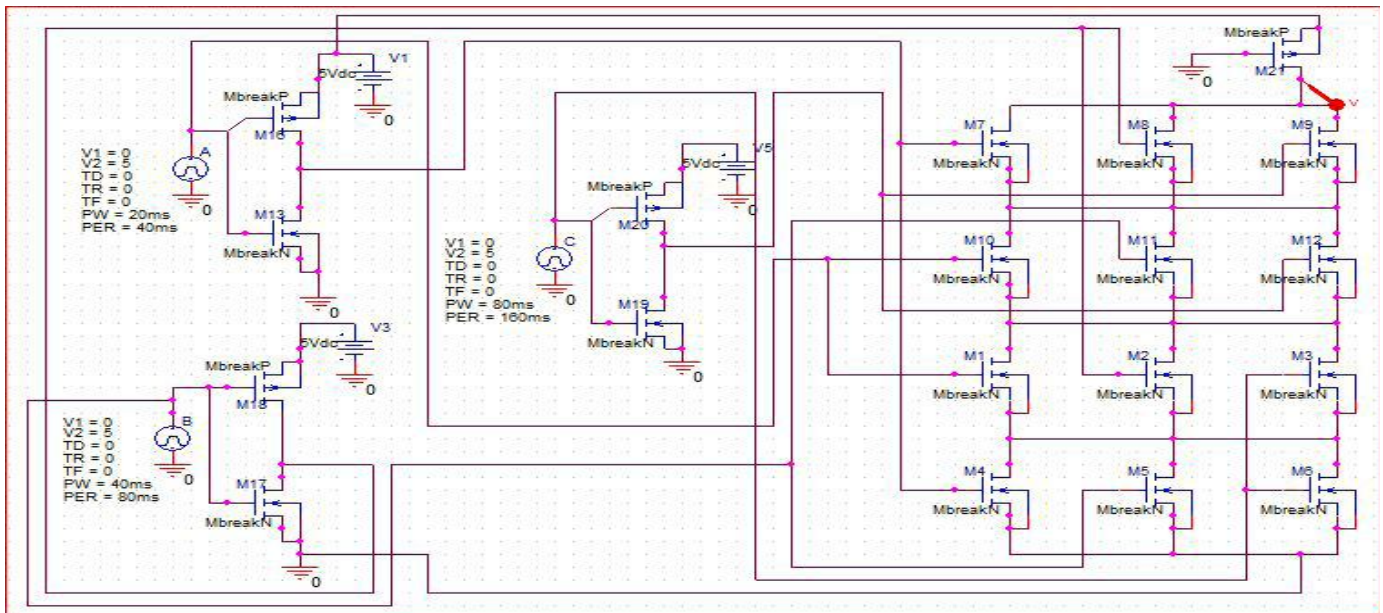 V1
5Vdc
0
MbreakP
M16
A
V1 = 0
V2 = 5
TD = 0
TR = 0
TF = 0
PW = 20ms
PER = 40ms
0
M13
MbreakN
0
V3
5Vdc
0
MbreakP
M18
B
V1 = 0
V2 = 5
TD = 0
TR = 0
TF = 0
PW = 40ms
PER = 80ms
0
M17
MbreakN
0
V5
5Vdc
0
MbreakP
M20
C
V1 = 0
V2 = 5
TD = 0
TR = 0
TF = 0
PW = 80ms
PER = 160ms
0
M19
MbreakN
0
MbreakP
M21
0
V
M7
MbreakN
M8
MbreakN
M9
MbreakN
M10
MbreakN
M11
MbreakN
M12
MbreakN
M1
MbreakN
M2
MbreakN
M3
MbreakN
M4
MbreakN
M5
MbreakN
M6
MbreakN